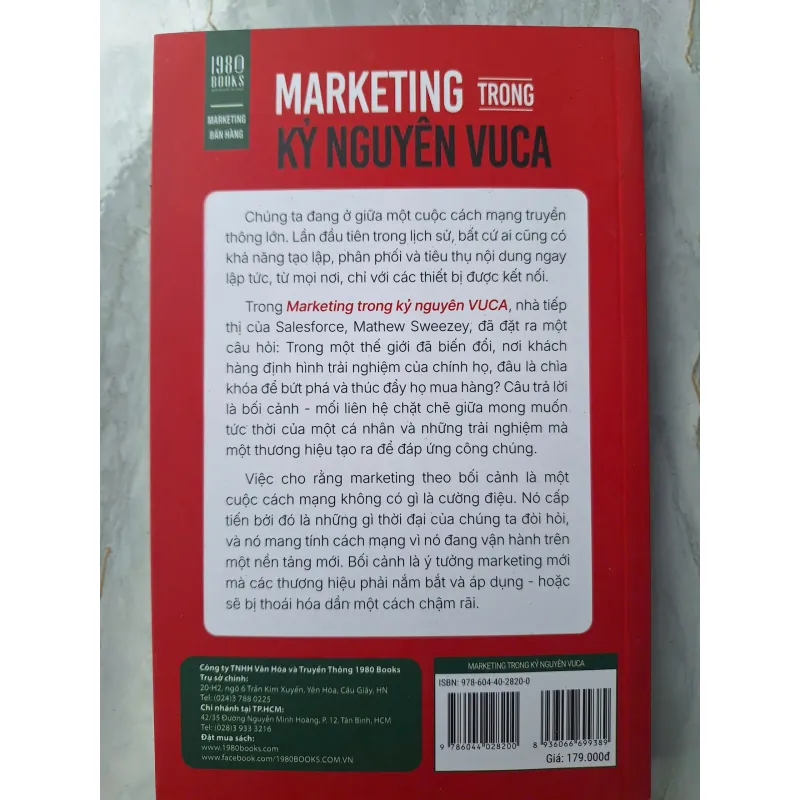 1980
BOOKS
MARKETING
BÁN HÀNG
MARKETING TRONG
KỶ NGUYÊN VUCA
Chúng ta đang ở giữa một cuộc cách mạng truyền
thông lớn. Lần đầu tiên trong lịch sử, bất cứ ai cũng có
khả năng tạo lập, phân phối và tiêu thụ nội dung ngay
lập tức, từ mọi nơi, chỉ với các thiết bị được kết nối.
Trong Marketing trong kỷ nguyên VUCA, nhà tiếp
thị của Salesforce, Mathew Sweezey, đã đặt ra một
câu hỏi: Trong một thế giới đã biến đổi, nơi khách
hàng định hình trải nghiệm của chính họ, đâu là chìa
khóa để bứt phá và thúc đẩy họ mua hàng? Câu trả lời
là bối cảnh - mối liên hệ chặt chẽ giữa mong muốn
tức thời của một cá nhân và những trải nghiệm mà
một thương hiệu tạo ra để đáp ứng công chúng.
Việc cho rằng marketing theo bối cảnh là một
cuộc cách mạng không có gì là cường điệu. Nó cấp
tiến bởi đó là những gì thời đại của chúng ta đòi hỏi,
và nó mang tính cách mạng vì nó đang vận hành trên
một nền tảng mới. Bối cảnh là ý tưởng marketing mới
mà các thương hiệu phải nắm bắt và áp dụng - hoặc
sẽ bị thoái hóa dần một cách chậm rãi.
Công ty TNHH Văn Hóa và Truyền Thông 1980 Books
Trụ sở chính:
20-H2, ngõ 6 Trần Kim Xuyến, Yên Hòa, Cầu Giấy, HN
Tel: (024)3 788 0225
Chi nhánh tại TP.HCM:
42/35 Đường Nguyễn Minh Hoàng, P. 12, Tân Bình, HCM
Tel: (028)3 933 3216
Đặt mua sách:
www.1980books.com
www.facebook.com/1980BOOKS.COM.VN
MARKETING TRONG KỶ NGUYÊN VUCA
ISBN: 978-604-40-2820-0
9 786044 028200
8 936066 699389
Giá: 179.000đ